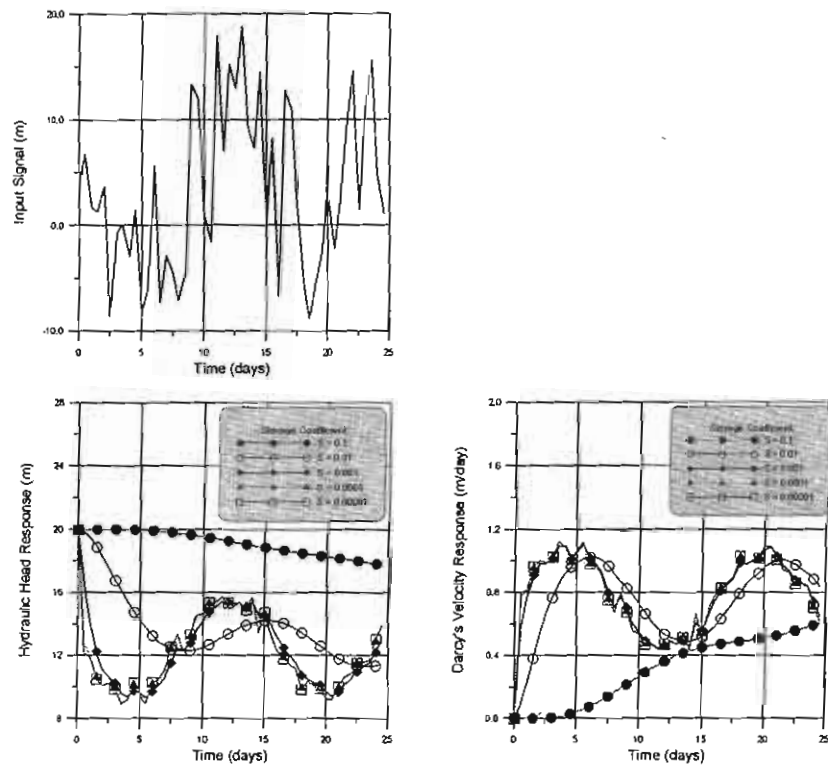 20.0
10.0
0.0
-10.0
Input Signal (m)
0 5 10 15 20 25
Time (days)
28
24
20
16
12
8
Hydraulic Head Response (m)
Storage Coefficient
S = 0.1
S = 0.01
S = 0.001
S = 0.0001
S = 0.00001
0 5 10 15 20 25
Time (days)
2.0
1.6
1.2
0.8
0.4
0.0
Darcy's Velocity Response (m/day)
Storage Coefficient
S = 0.1
S = 0.01
S = 0.001
S = 0.0001
S = 0.00001
0 5 10 15 20 25
Time (days)